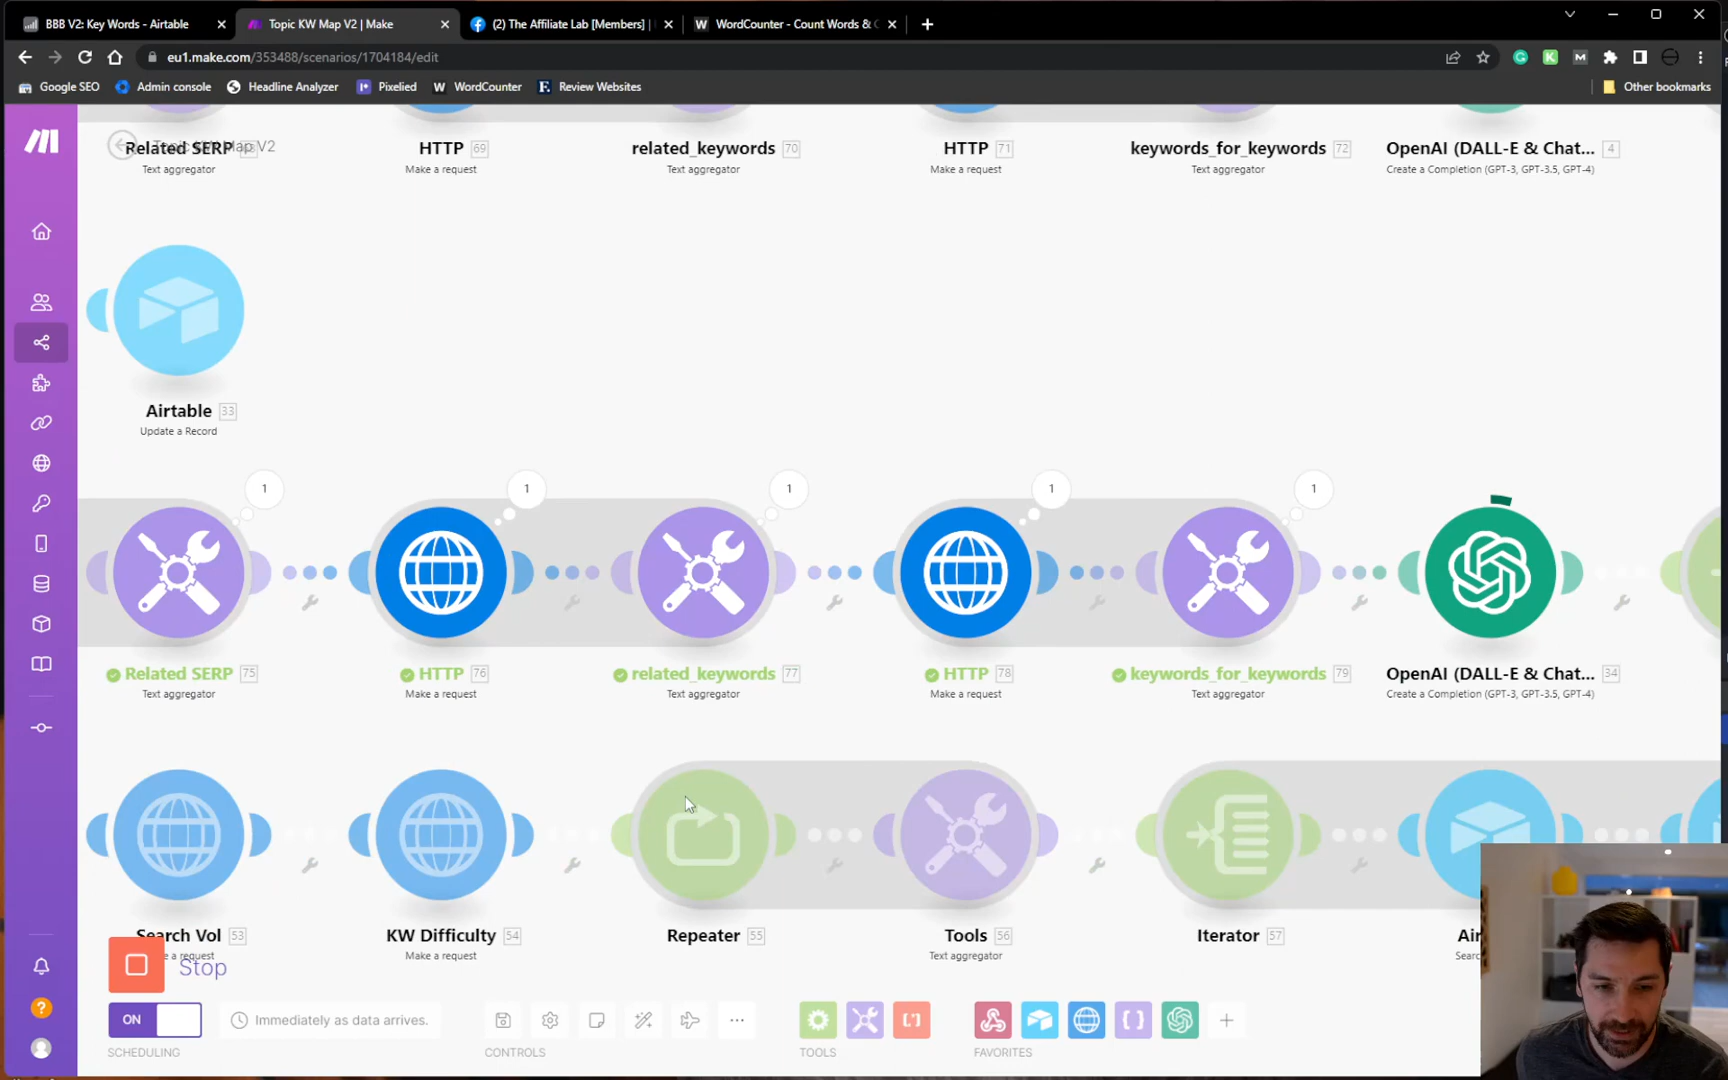 BBB V2: Key Words - Airtable
Topic KW Map V2 | Make
(2) The Affiliate Lab [Members] |
WordCounter - Count Words & C
eu1.make.com/353488/scenarios/1704184/edit
Google SEO
Admin console
Headline Analyzer
Pixelied
WordCounter
Review Websites
Other bookmarks
Topic KW Map V2
Related SERP
Text aggregator
HTTP 69
Make a request
related_keywords 70
Text aggregator
HTTP 71
Make a request
keywords_for_keywords 72
Text aggregator
OpenAI (DALL-E & Chat... 4
Create a Completion (GPT-3, GPT-3.5, GPT-4)
Airtable 33
Update a Record
1
1
1
1
1
Related SERP 75
Text aggregator
HTTP 76
Make a request
related_keywords 77
Text aggregator
HTTP 78
Make a request
keywords_for_keywords 79
Text aggregator
OpenAI (DALL-E & Chat... 34
Create a Completion (GPT-3, GPT-3.5, GPT-4)
Search Vol 53
e a request
KW Difficulty 54
Make a request
Repeater 55
Tools 56
Text aggregator
Iterator 57
Air
Sear
Stop
ON
Immediately as data arrives.
SCHEDULING
CONTROLS
TOOLS
FAVORITES